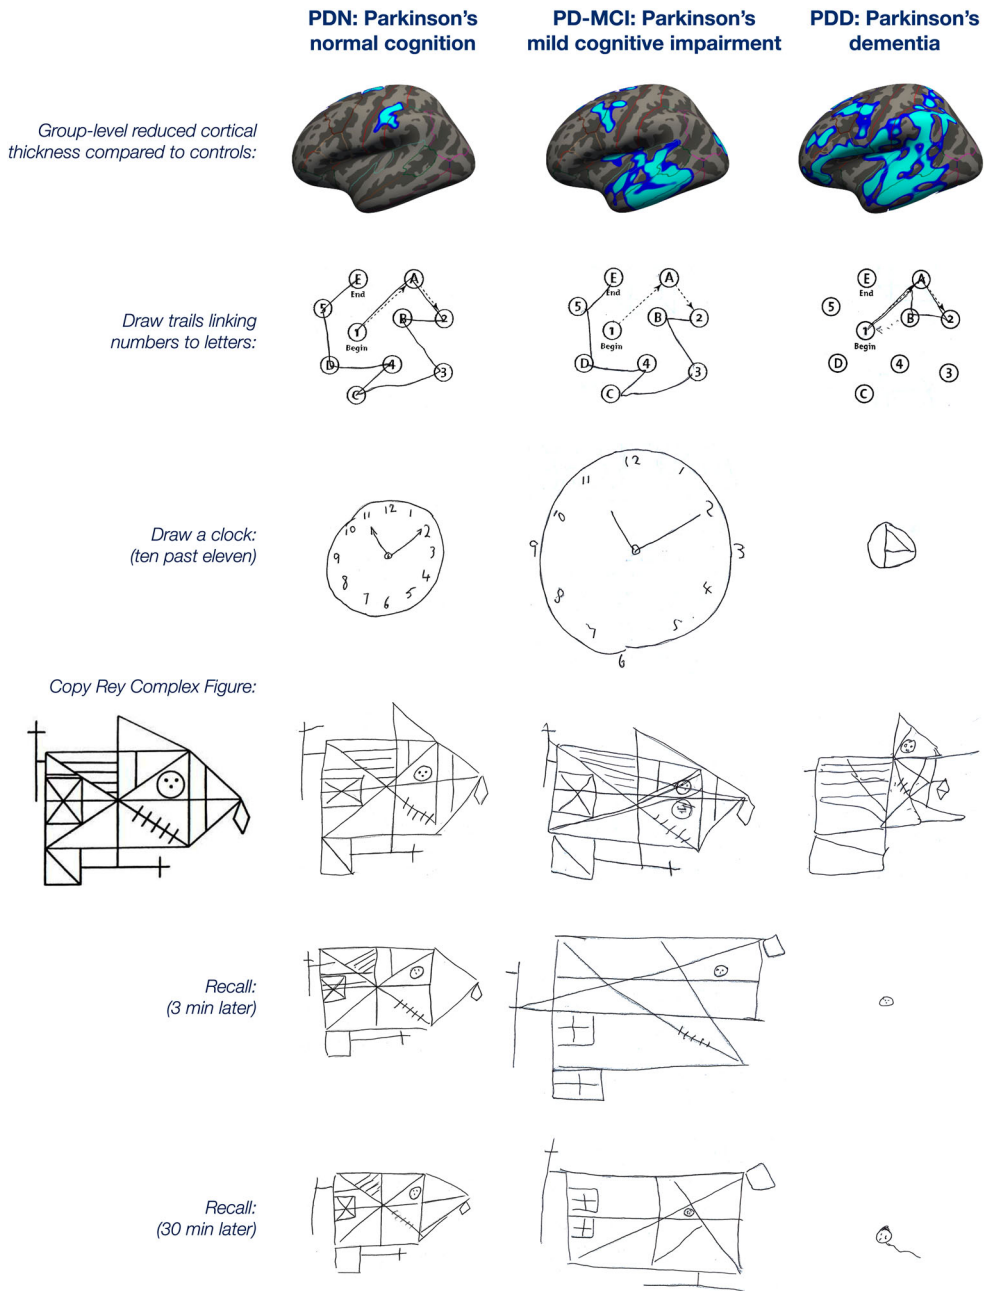 PDN: Parkinson's
normal cognition
PD-MCI: Parkinson's
mild cognitive impairment
PDD: Parkinson's
dementia
Group-level reduced cortical
thickness compared to controls:
Draw trails linking
numbers to letters:
E
End
A
5
B
2
1
Begin
D
4
3
C
E
End
A
5
B
2
1
Begin
D
4
3
C
E
End
A
5
B
2
1
Begin
D
4
3
C
Draw a clock:
(ten past eleven)
12
11
1
10
2
9
3
8
4
7
5
6
12
11
1
10
2
9
3
8
4
7
5
6
Copy Rey Complex Figure:
Recall:
(3 min later)
Recall:
(30 min later)